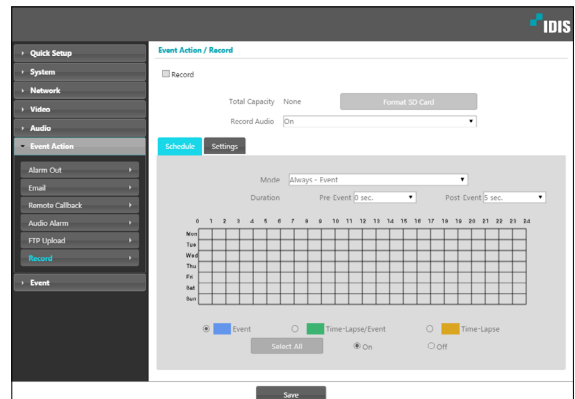 IDIS
Quick Setup
System
Network
Video
Audio
Event Action
Alarm Out
Email
Remote Callback
Audio Alarm
FTP Upload
Record
Event
Event Action / Record
Record
Total Capacity None Format SD Card
Record Audio On
Schedule Settings
Mode Always - Event
Duration Pre Event 0 sec. Post Event 5 sec.
0 1 2 3 4 5 6 7 8 9 10 11 12 13 14 15 16 17 18 19 20 21 22 23 24
Mon
Tue
Wed
Thu
Fri
Sat
Sun
Event Time-Lapse/Event Time-Lapse
Select All On Off
Save